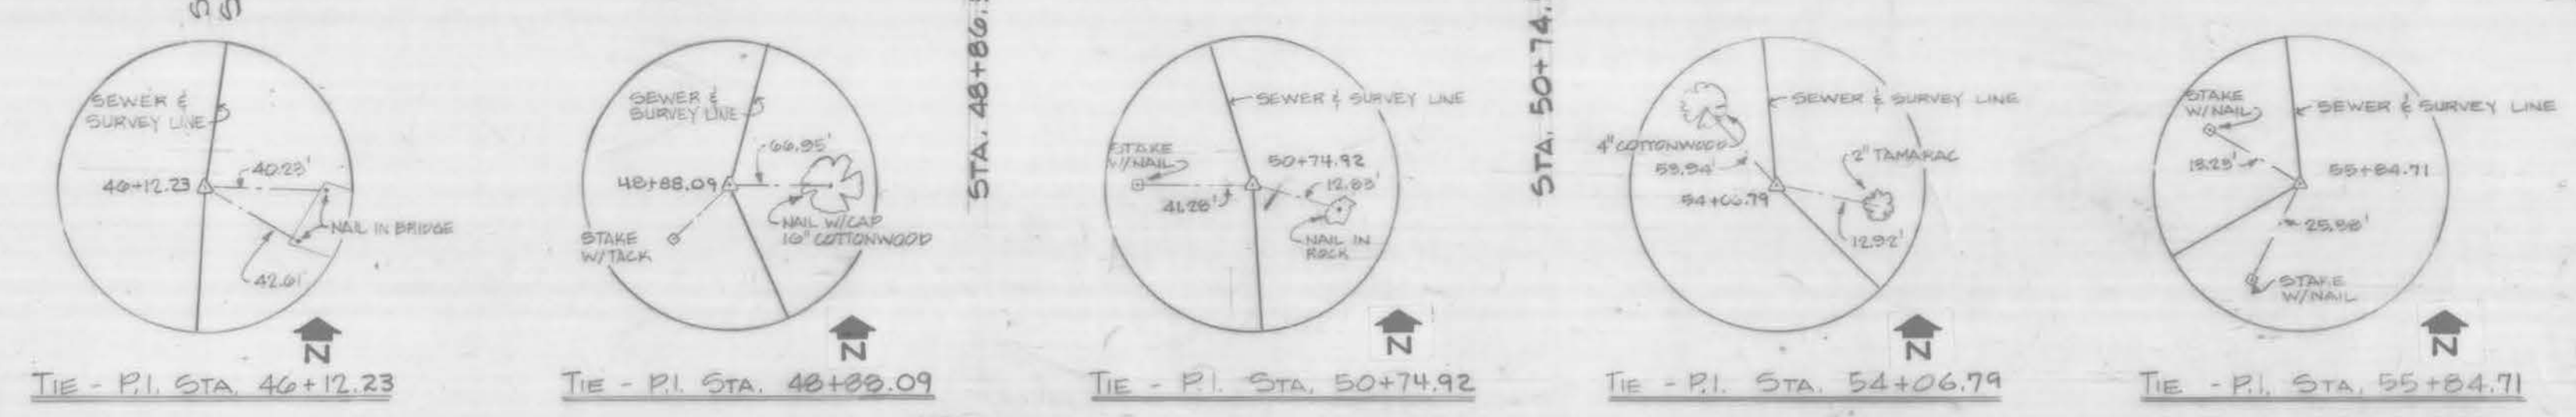 STA. 48+86.
STA. 50+74.
SEWER &
SURVEY LINE
40.23'
46+12.23
NAIL IN BRIDGE
42.61'
N
TIE - P.I. STA. 46+12.23
SEWER &
SURVEY LINE
66.95'
48+88.09
NAIL W/CAP
16" COTTONWOOD
STAKE
W/TACK
N
TIE - P.I. STA. 48+88.09
SEWER & SURVEY LINE
STAKE
W/NAIL
50+74.92
12.83'
41.28'
NAIL IN
ROCK
N
TIE - P.I. STA. 50+74.92
SEWER & SURVEY LINE
4" COTTONWOOD
2" TAMARAC
59.94'
54+06.79
12.92'
N
TIE - P.I. STA. 54+06.79
STAKE
W/NAIL
SEWER & SURVEY LINE
18.23'
55+84.71
25.98'
STAKE
W/NAIL
N
TIE - P.I. STA. 55+84.71